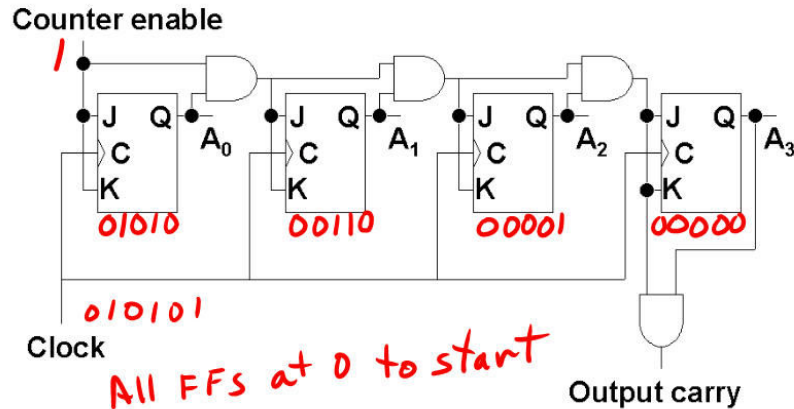 Counter enable
1
J Q J Q J Q J Q
A0 A1 A2 A3
C C C C
K K K K
01010 00110 00001 00000
010101
Clock
All FFs at 0 to start
Output carry